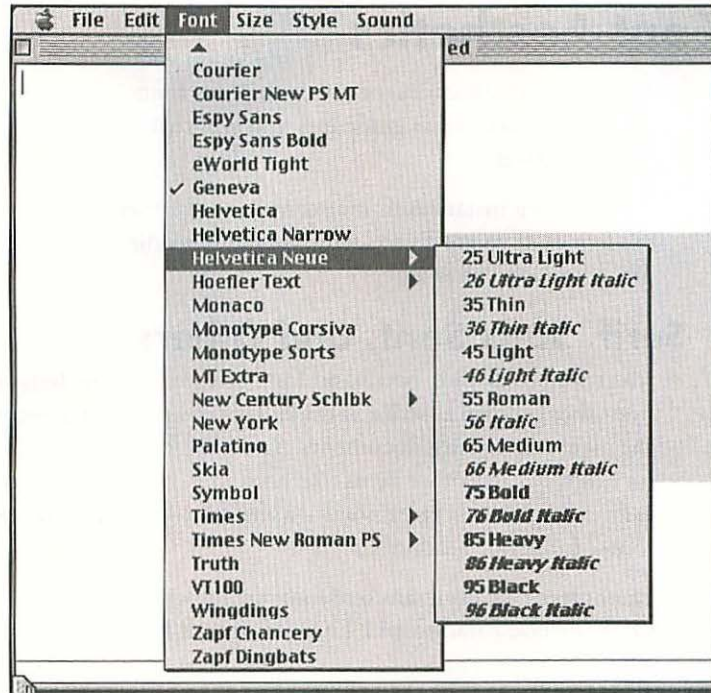 File Edit Font Size Style Sound
ed
Courier
Courier New PS MT
Espy Sans
Espy Sans Bold
eWorld Tight
✓ Geneva
Helvetica
Helvetica Narrow
Helvetica Neue
Hoefler Text
Monaco
Monotype Corsiva
Monotype Sorts
MT Extra
New Century Schlbk
New York
Palatino
Skia
Symbol
Times
Times New Roman PS
Truth
VT100
Wingdings
Zapf Chancery
Zapf Dingbats
25 Ultra Light
26 Ultra Light Italic
35 Thin
36 Thin Italic
45 Light
46 Light Italic
55 Roman
56 Italic
65 Medium
66 Medium Italic
75 Bold
76 Bold Italic
85 Heavy
86 Heavy Italic
95 Black
96 Black Italic